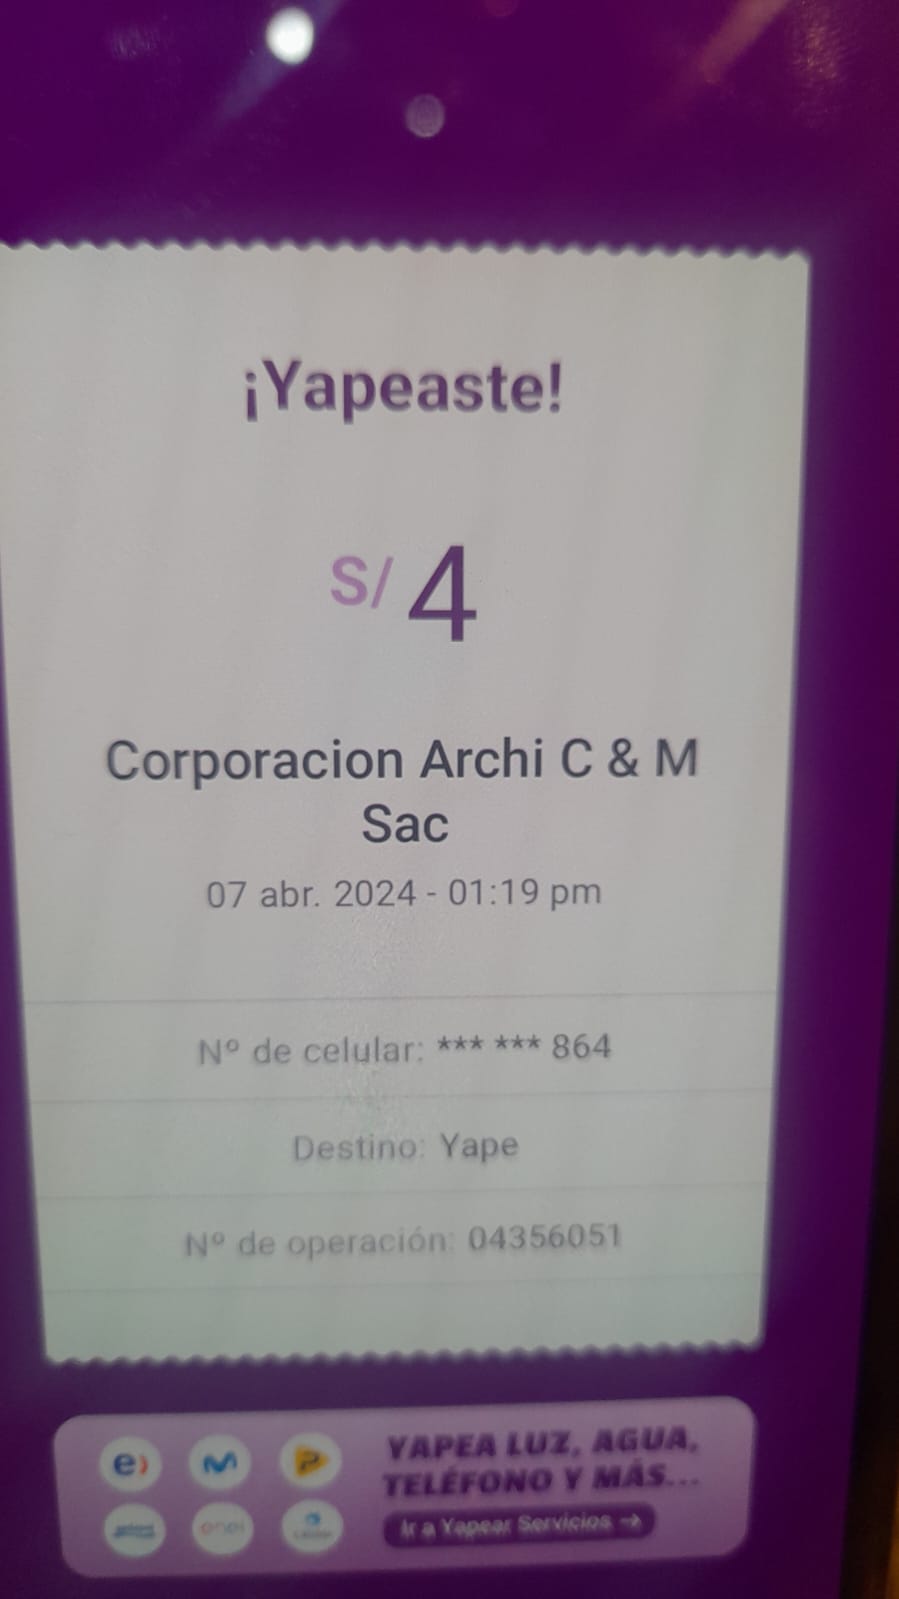 ¡Yapeaste!
S/ 4
Corporacion Archi C & M
Sac
07 abr. 2024 - 01:19 pm
Nº de celular: *** *** 864
Destino: Yape
Nº de operación: 04356051
e)
YAPEA LUZ, AGUA,
TELÉFONO Y MÁS...
enel
Ir a Yapear Servicios →